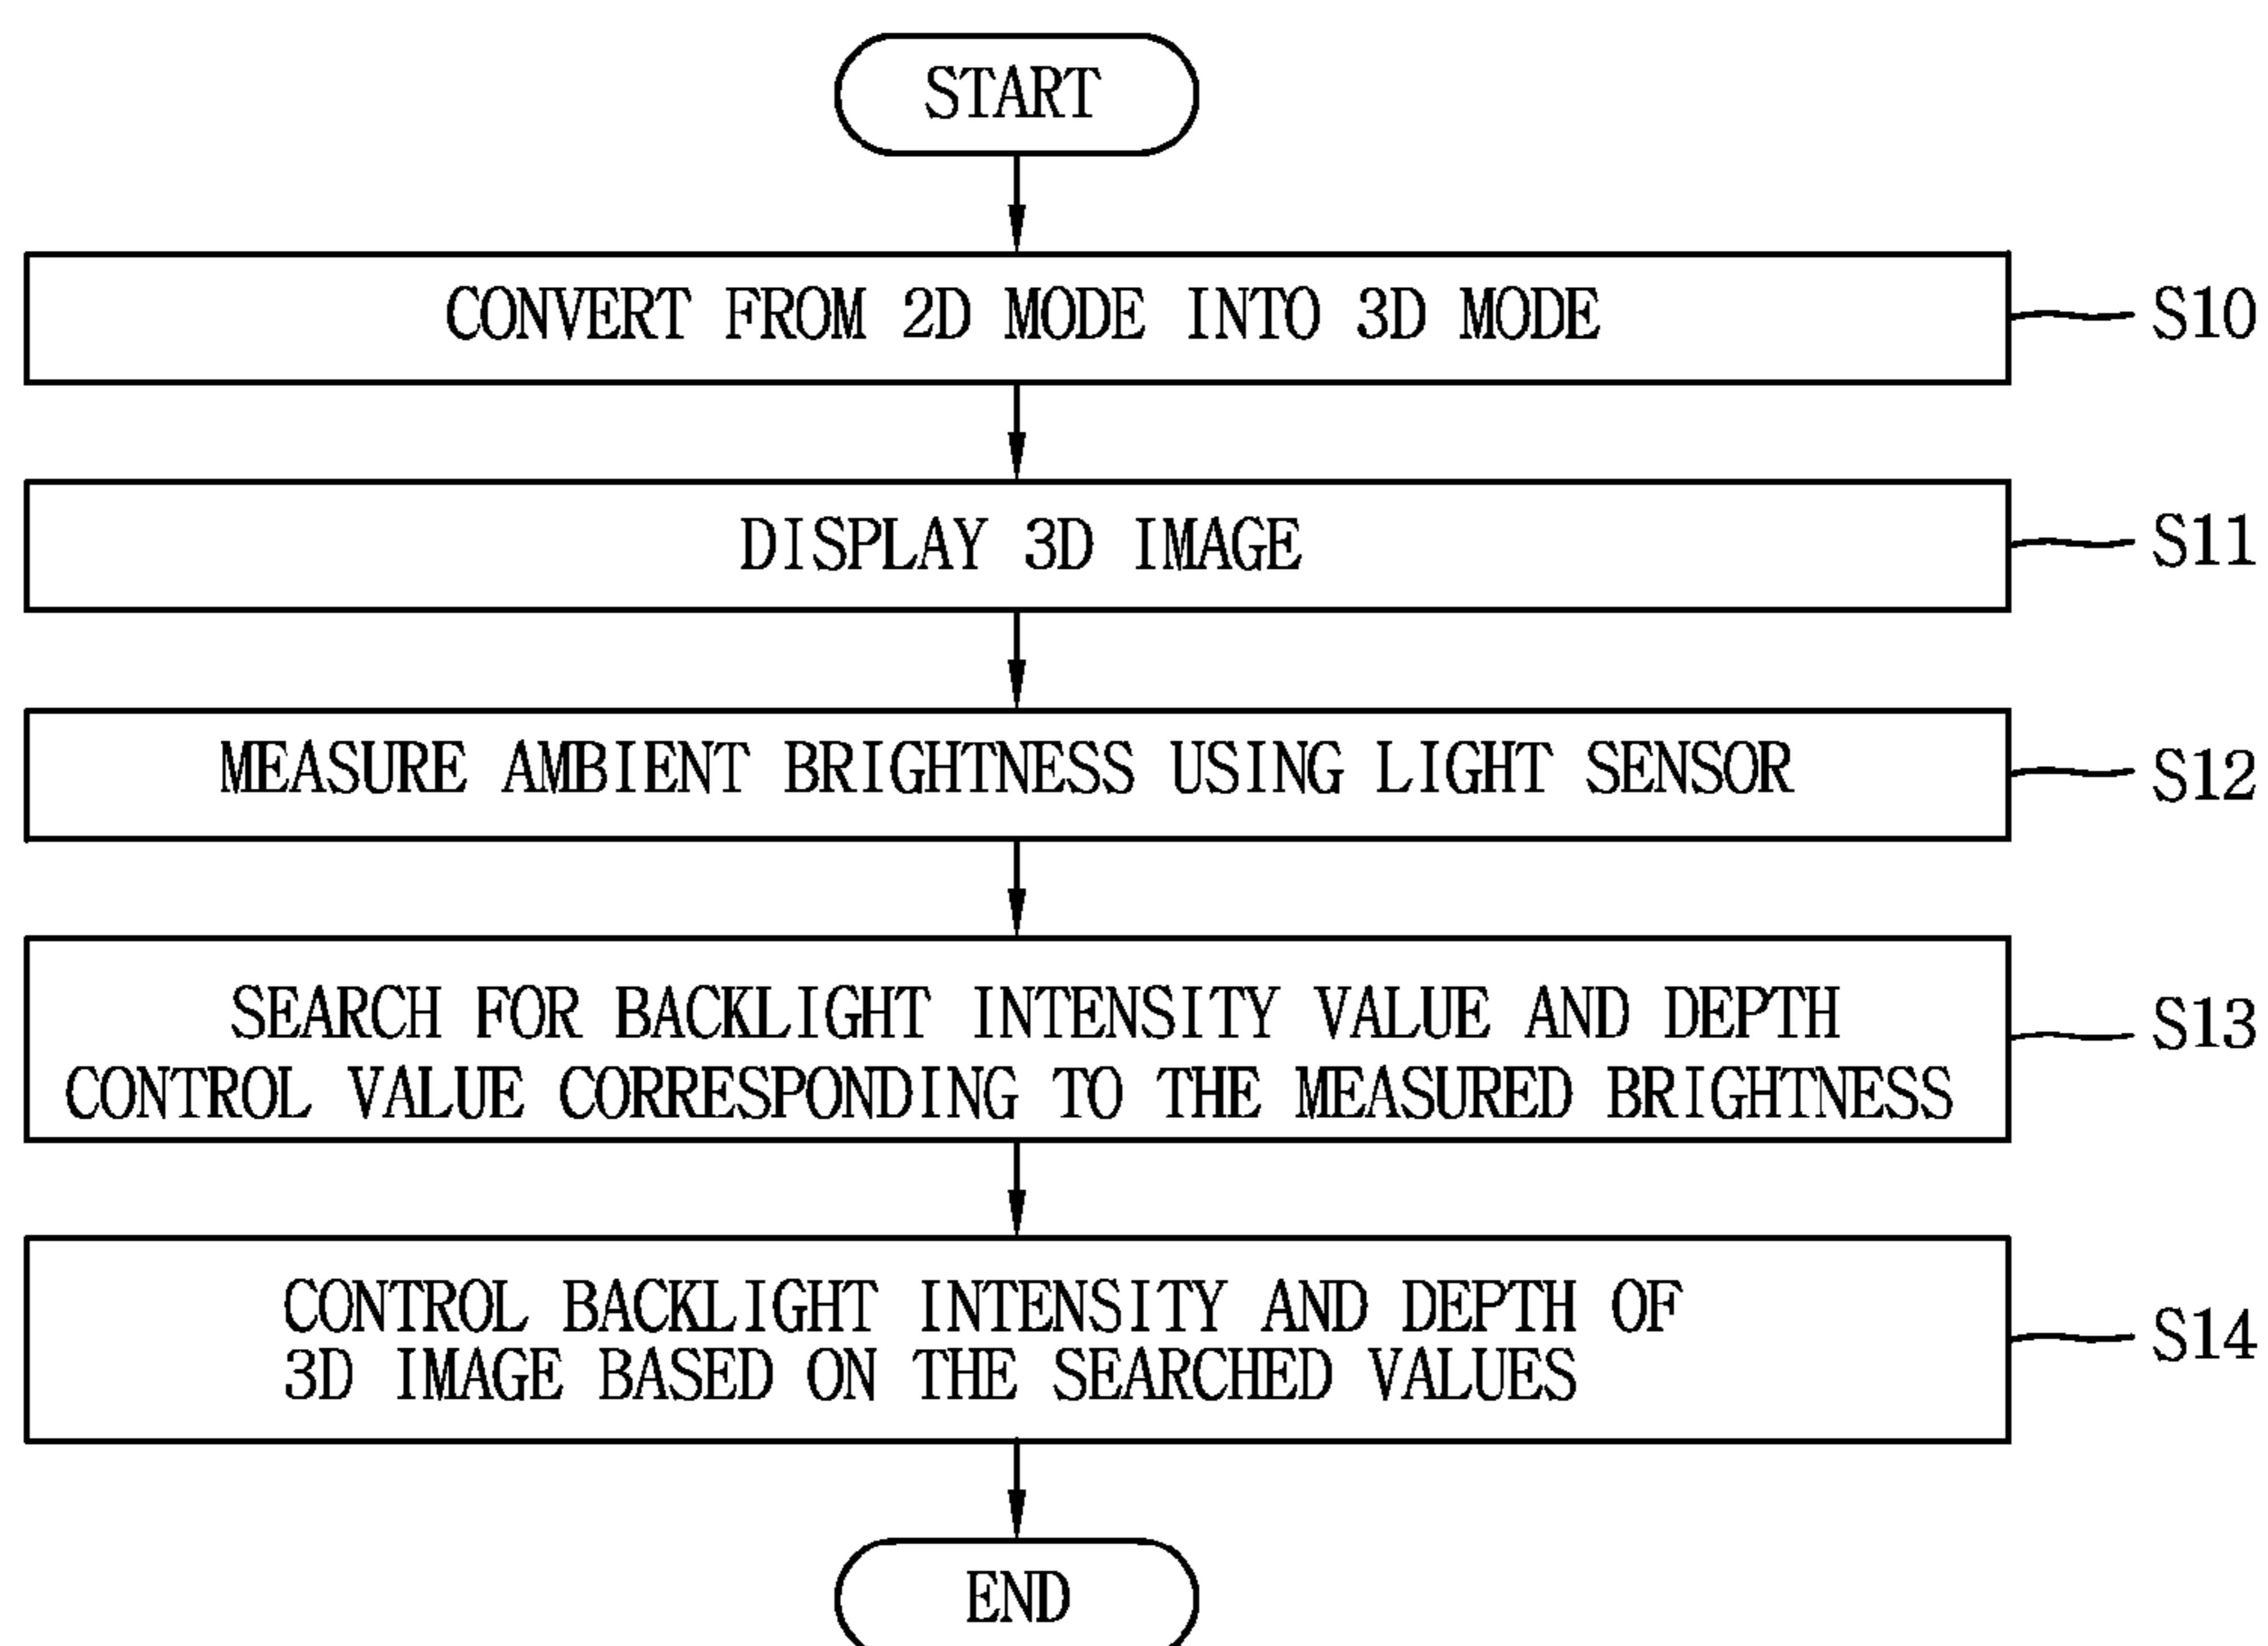 START
CONVERT FROM 2D MODE INTO 3D MODE
S10
DISPLAY 3D IMAGE
S11
MEASURE AMBIENT BRIGHTNESS USING LIGHT SENSOR
S12
SEARCH FOR BACKLIGHT INTENSITY VALUE AND DEPTH
CONTROL VALUE CORRESPONDING TO THE MEASURED BRIGHTNESS
S13
CONTROL BACKLIGHT INTENSITY AND DEPTH OF
3D IMAGE BASED ON THE SEARCHED VALUES
S14
END